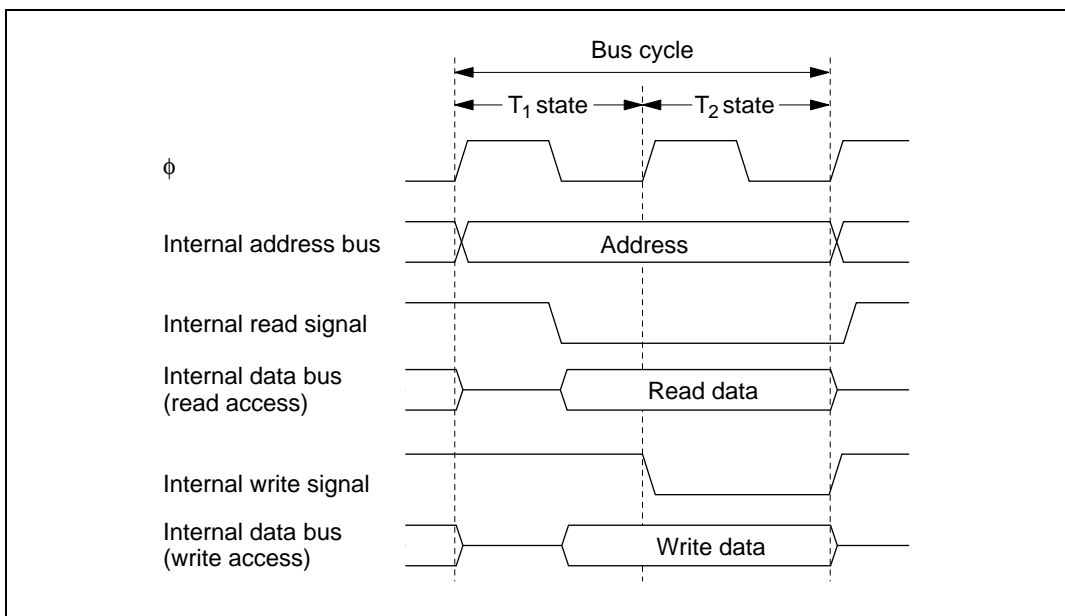 Bus cycle
T1 state
T2 state
ϕ
Internal address bus
Address
Internal read signal
Internal data bus
(read access)
Read data
Internal write signal
Internal data bus
(write access)
Write data